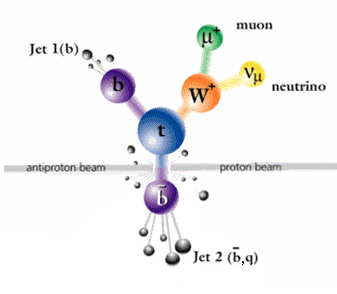 μ⁺ muon
Jet 1(b)
b
W⁺
νμ
neutrino
t
antiproton beam
proton beam
b̄
Jet 2 (b̄,q)